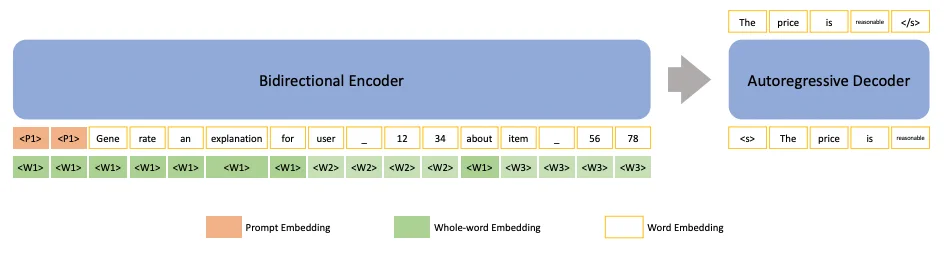 The price is reasonable </s>
Bidirectional Encoder
Autoregressive Decoder
<P1> <P1> Gene rate an explanation for user _ 12 34 about item _ 56 78
<s> The price is reasonable
<W1> <W1> <W1> <W1> <W1> <W1> <W1> <W2> <W2> <W2> <W2> <W1> <W3> <W3> <W3> <W3>
Prompt Embedding
Whole-word Embedding
Word Embedding